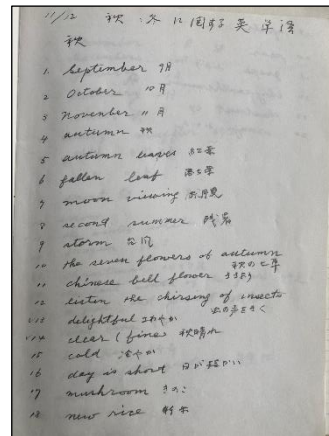 11/12 秋・冬に関する英単語
秋
1. September 9月
2 October 10月
3 November 11月
4 autumn 秋
5 autumn leaves 紅葉
6 fallen leaf 落葉
7 moon viewing お月見
8 second summer 残暑
9 storm 台風
10 the seven flowers of autumn
秋の七草
11 chinese bell flower ききょう
12 listen the chirsing of insects
虫の声をきく
13 delightful さわやか
14 clear (fine) 秋晴れ
15 cold 冷やか
16 day is short 日が短かい
17 mushroom きのこ
18 new rice 新米